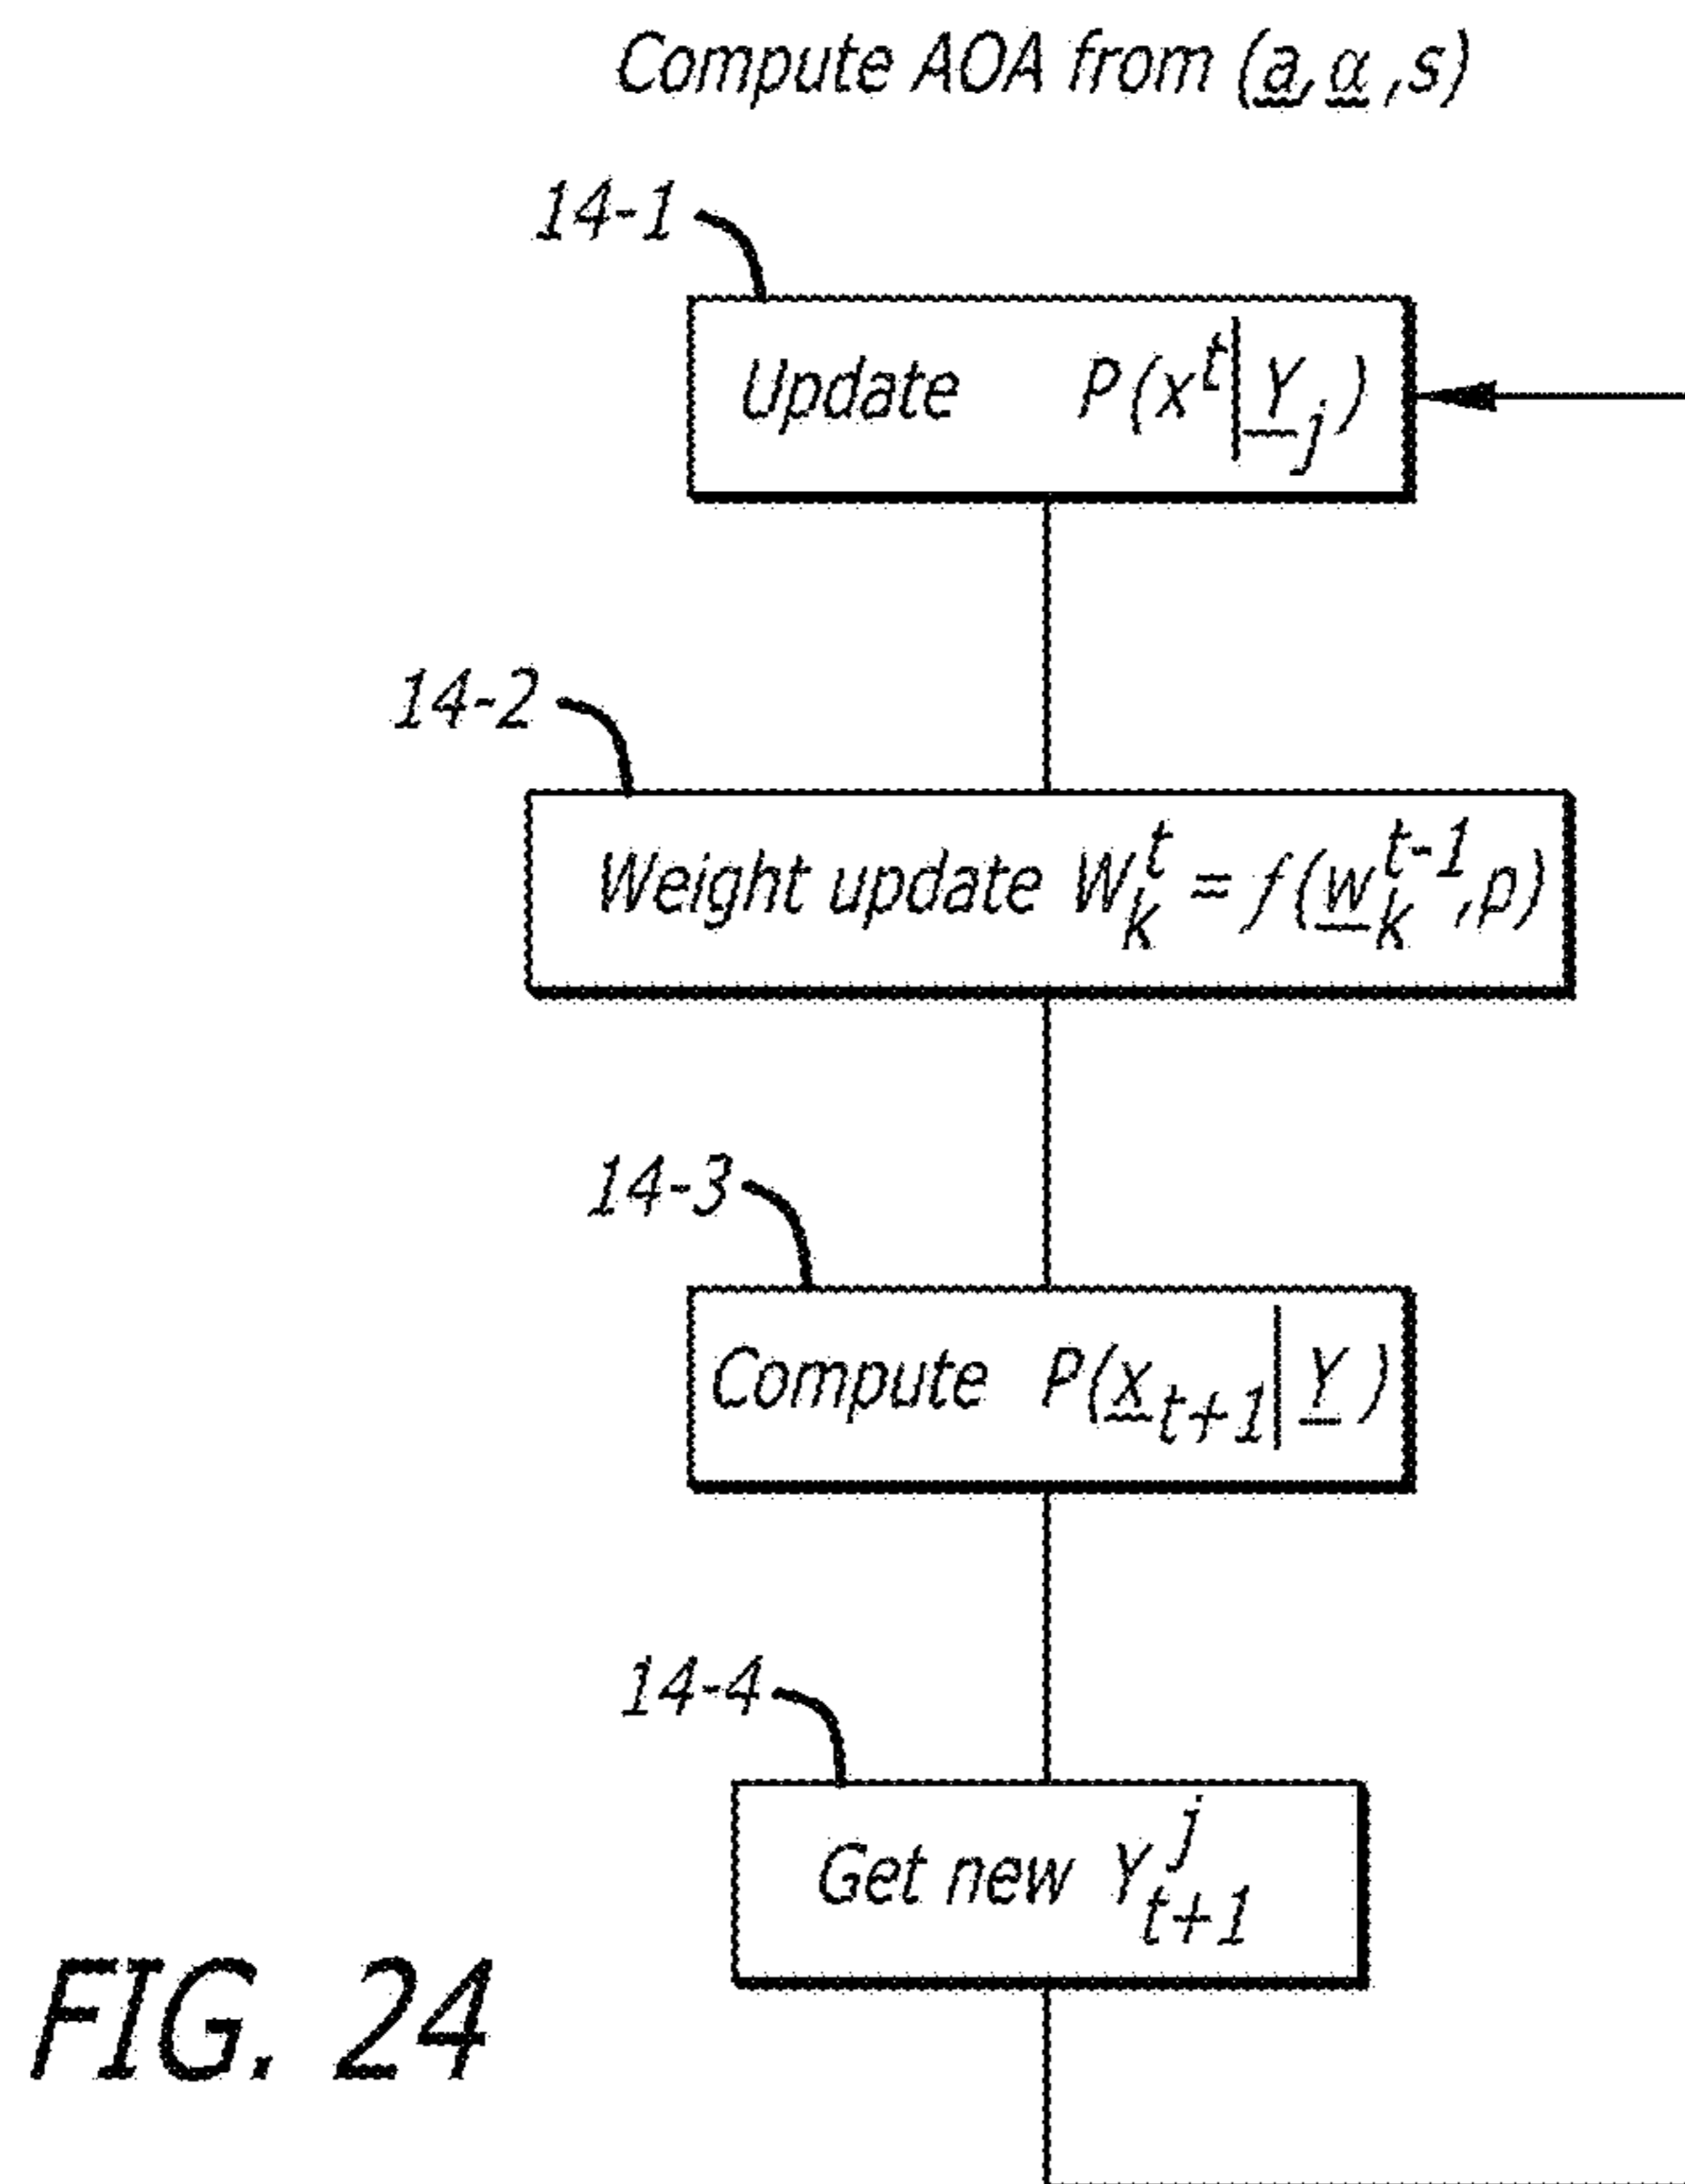 Compute AOA from (a, α, s)
14-1
Update P(x^t | Y_j)
14-2
Weight update W_k^t = f(w_k^{t-1}, p)
14-3
Compute P(x_{t+1} | Y)
14-4
Get new Y_{t+1}^j
FIG. 24